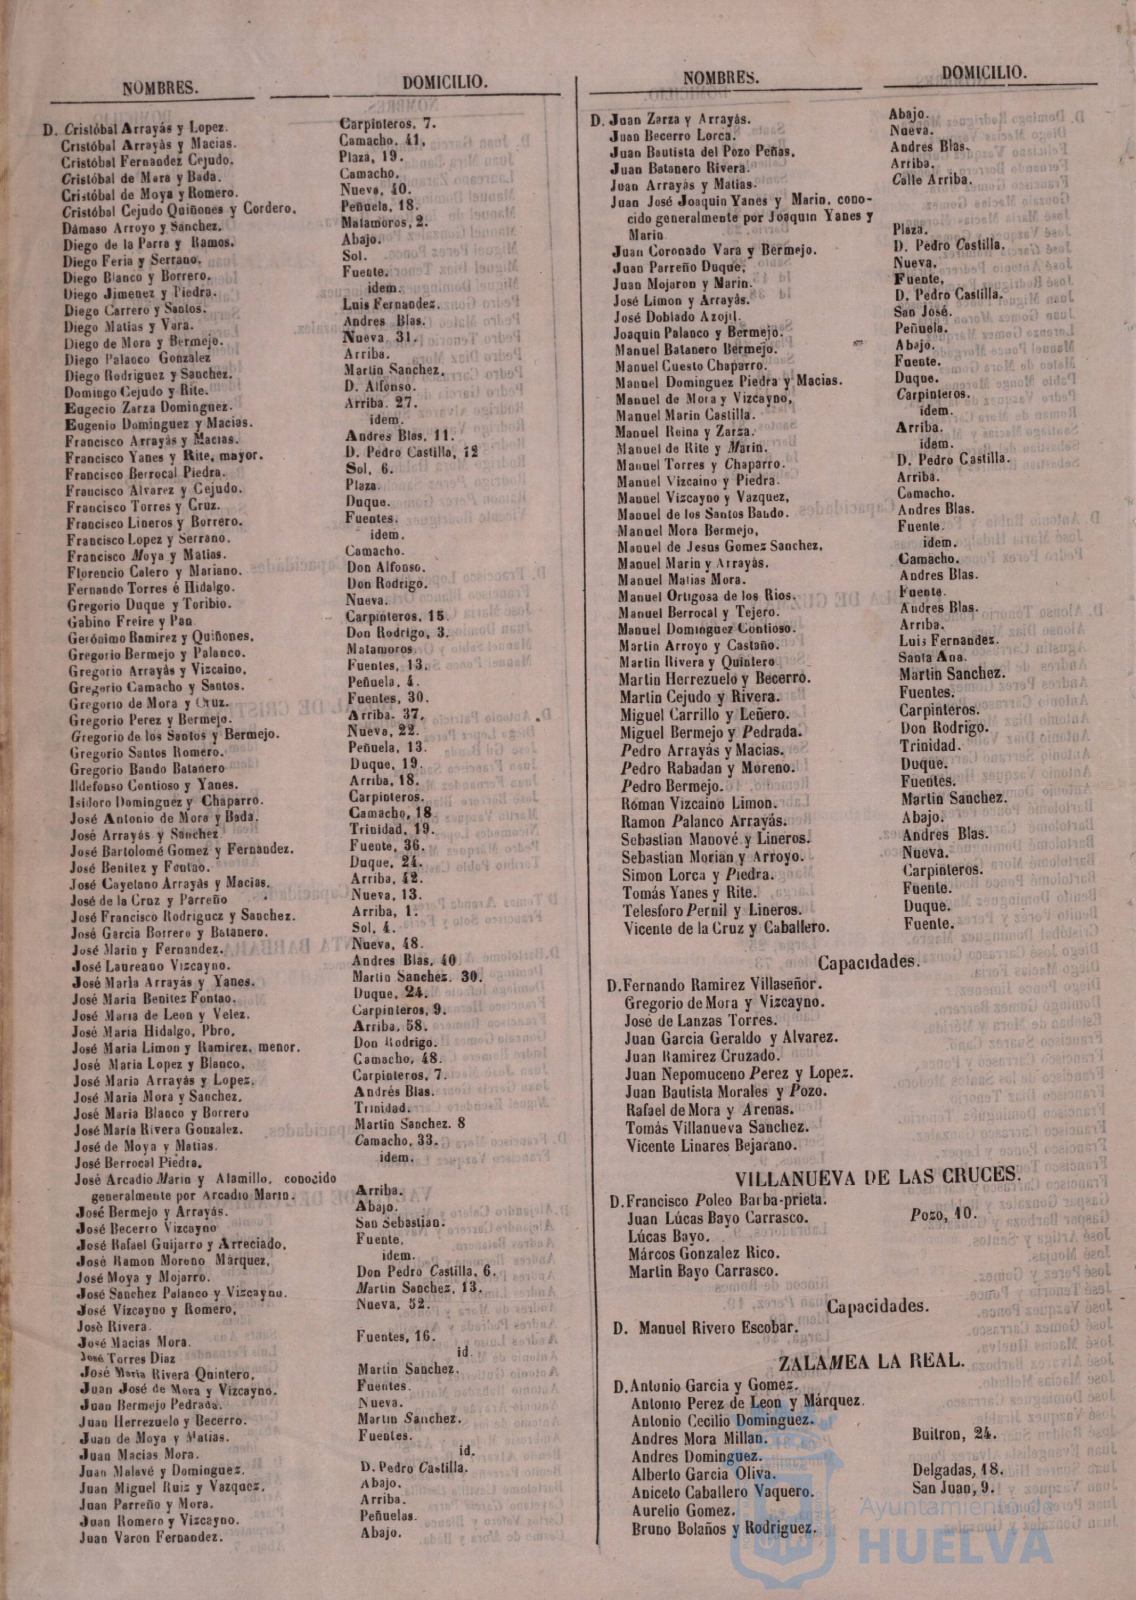 NOMBRES. DOMICILIO.
D. Cristóbal Arrayás y Lopez. Carpinteros, 7.
Cristóbal Arrayás y Macias. Camacho, 41.
Cristóbal Fernandez Cejudo. Plaza, 19.
Cristóbal de Mora y Bada. Camacho.
Cristóbal de Moya y Romero. Nueva, 40.
Cristóbal Cejudo Quiñones y Cordero. Peñuela, 18.
Dámaso Arroyo y Sanchez. Matamoros, 2.
Diego de la Parra y Ramos. Abajo.
Diego Feria y Serrano. Sol.
Diego Blanco y Borrero. Fuente.
Diego Jimenez y Piedra. idem.
Diego Carrero y Santos. Luis Fernandez.
Diego Matias y Vara. Andres Blas.
Diego de Mora y Bermejo. Nueva, 31.
Diego Palacco Gonzalez Arriba.
Diego Rodriguez y Sanchez. Martin Sanchez.
Domingo Cejudo y Rite. D. Alfonso.
Eugecio Zarza Dominguez. Arriba. 27.
Eugenio Dominguez y Macias. idem.
Francisco Arrayás y Macias. Andres Blas, 11.
Francisco Yanes y Rite, mayor. D. Pedro Castilla, 12
Francisco Berrocal Piedra. Sol, 6.
Francisco Alvarez y Cejudo. Plaza.
Francisco Torres y Cruz. Duque.
Francisco Lineros y Borrero. Fuentes.
Francisco Lopez y Serrano. idem.
Francisco Moya y Matias. Camacho.
Florencio Calero y Mariano. Don Alfonso.
Fernando Torres é Hidalgo. Don Rodrigo.
Gregorio Duque y Toribio. Nueva.
Gabino Freire y Pan Carpinteros, 15.
Gerónimo Ramirez y Quiñones. Don Rodrigo, 3.
Gregorio Bermejo y Palanco. Matamoros.
Gregorio Arrayás y Vizcaino. Fuentes, 13.
Gregorio Camacho y Santos. Peñuela, 4.
Gregorio de Mora y Cruz. Fuentes, 30.
Gregorio Perez y Bermejo. Arriba. 37.
Gregorio de los Santos y Bermejo. Nueva, 22.
Gregorio Santos Romero. Peñuela, 13.
Gregorio Bando Batanero Duque, 19.
Ildefonso Contioso y Yanes. Arriba, 18.
Isidoro Dominguez y Chaparro. Carpinteros.
José Antonio de Mora y Bada. Camacho, 18
José Arrayás y Sanchez Trinidad, 19.
José Bartolomé Gomez y Fernandez. Fuente, 36.
José Benitez y Fontao. Duque, 24.
José Cayetano Arrayás y Macias. Arriba, 42.
José de la Cruz y Parreño Nueva, 13.
José Francisco Rodriguez y Sanchez. Arriba, 1.
José Garcia Borrero y Batanero. Sol, 4.
José Marin y Fernandez. Nueva, 48.
José Laureano Vizcayno. Andres Blas, 40
José María Arrayás y Yanes. Martin Sanchez. 30.
José Maria Benitez Fontao. Duque, 24.
José Maria de Leon y Velez. Carpinteros, 9.
José Maria Hidalgo, Pbro. Arriba, 58.
José Maria Limon y Ramirez, menor. Don Rodrigo.
José Maria Lopez y Blanco. Camacho, 48.
José Maria Arrayás y Lopez. Carpinteros, 7.
José Maria Mora y Sanchez. Andrés Blas.
José Maria Blanco y Borrero Trinidad.
José María Rivera Gonzalez. Martin Sanchez. 8
José de Moya y Matias. Camacho, 33.
José Berrocal Piedra. idem.
José Arcadio Marin y Alamillo, conocido
generalmente por Arcadio Marin. Arriba.
José Bermejo y Arrayás. Abajo.
José Becerro Vizcayno San Sebastian.
José Rafael Guijarro y Arreciado. Fuente.
José Ramon Moreno Márquez. idem.
José Moya y Mojarro. Don Pedro Castilla, 6.
José Sanchez Palanco y Vizcayno. Martin Sanchez, 13.
José Vizcayno y Romero. Nueva, 52.
José Rivera.
José Macias Mora. Fuentes, 16.
José Torres Diaz id.
José Maria Rivera Quintero. Martin Sanchez.
Juan José de Mora y Vizcayno. Fuentes.
Juan Bermejo Pedrada. Nueva.
Juan Herrezuelo y Becerro. Martin Sanchez.
Juan de Moya y Matias. Fuentes.
Juan Macias Mora. id.
Juan Malavé y Dominguez. D. Pedro Castilla.
Juan Miguel Ruiz y Vazquez. Abajo.
Juan Parreño y Mora. Arriba.
Juan Romero y Vizcayno. Peñuelas.
Juan Varon Fernandez. Abajo.
NOMBRES. DOMICILIO.
D. Juan Zarza y Arrayás. Abajo.
Juan Becerro Lorca. Nueva.
Juan Bautista del Pozo Peñas. Andres Blas.
Juan Batanero Rivera. Arriba.
Juan Arrayás y Matias. Calle Arriba.
Juan José Joaquin Yanes y Marin, cono-
cido generalmente por Joaquin Yanes y
Marin Plaza.
Juan Coronado Vara y Bermejo. D. Pedro Castilla.
Juan Parreño Duque. Nueva.
Juan Mojaron y Marin. Fuente.
José Limon y Arrayás. D. Pedro Castilla.
José Doblado Azojil. San José.
Joaquin Palanco y Bermejo. Peñuela.
Manuel Batanero Bermejo. Abajo.
Manuel Cuesto Chaparro. Fuente.
Manuel Dominguez Piedra y Macias. Duque.
Manuel de Mora y Vizcayno. Carpinteros.
Manuel Marin Castilla. idem.
Manuel Reina y Zarza. Arriba.
Manuel de Rite y Marin. idem.
Manuel Torres y Chaparro. D. Pedro Castilla.
Manuel Vizcaino y Piedra. Arriba.
Manuel Vizcayno y Vazquez, Camacho.
Manuel de los Santos Bando. Andres Blas.
Manuel Mora Bermejo, Fuente.
Manuel de Jesus Gomez Sanchez. idem.
Manuel Marin y Arrayás. Camacho.
Manuel Matias Mora. Andres Blas.
Manuel Ortigosa de los Rios. Fuente.
Manuel Berrocal y Tejero. Andres Blas.
Manuel Dominguez Contioso. Arriba.
Martin Arroyo y Castaño. Luis Fernandez.
Martin Rivera y Quintero Santa Ana.
Martin Herrezuelo y Becerro. Martin Sanchez.
Martin Cejudo y Rivera. Fuentes.
Miguel Carrillo y Leñero. Carpinteros.
Miguel Bermejo y Pedrada. Don Rodrigo.
Pedro Arrayás y Macias. Trinidad.
Pedro Rabadan y Moreno. Duque.
Pedro Bermejo. Fuentes.
Róman Vizcaino Limon. Martin Sanchez.
Ramon Palanco Arrayás. Abajo.
Sebastian Manové y Lineros. Andres Blas.
Sebastian Morian y Arroyo. Nueva.
Simon Lorca y Piedra. Carpinteros.
Tomás Yanes y Rite. Fuente.
Telesforo Pernil y Lineros. Duque.
Vicente de la Cruz y Caballero. Fuente.
Capacidades.
D. Fernando Ramirez Villaseñor.
Gregorio de Mora y Vizcayno.
José de Lanzas Torres.
Juan Garcia Geraldo y Alvarez.
Juan Ramirez Cruzado.
Juan Nepomuceno Perez y Lopez.
Juan Bautista Morales y Pozo.
Rafael de Mora y Arenas.
Tomás Villanueva Sanchez.
Vicente Linares Bejarano.
VILLANUEVA DE LAS CRUCES.
D. Francisco Poleo Barba-prieta.
Juan Lúcas Bayo Carrasco. Pozo, 10.
Lúcas Bayo.
Márcos Gonzalez Rico.
Martin Bayo Carrasco.
Capacidades.
D. Manuel Rivero Escobar.
ZALAMEA LA REAL.
D. Antonio Garcia y Gomez.
Antonio Perez de Leon y Márquez.
Antonio Cecilio Dominguez.
Andres Mora Millan. Buitron, 24.
Andres Dominguez.
Alberto Garcia Oliva. Delgadas, 18.
Aniceto Caballero Vaquero. San Juan, 9.
Aurelio Gomez.
Bruno Bolaños y Rodriguez.
Ayuntamiento de
HUELVA